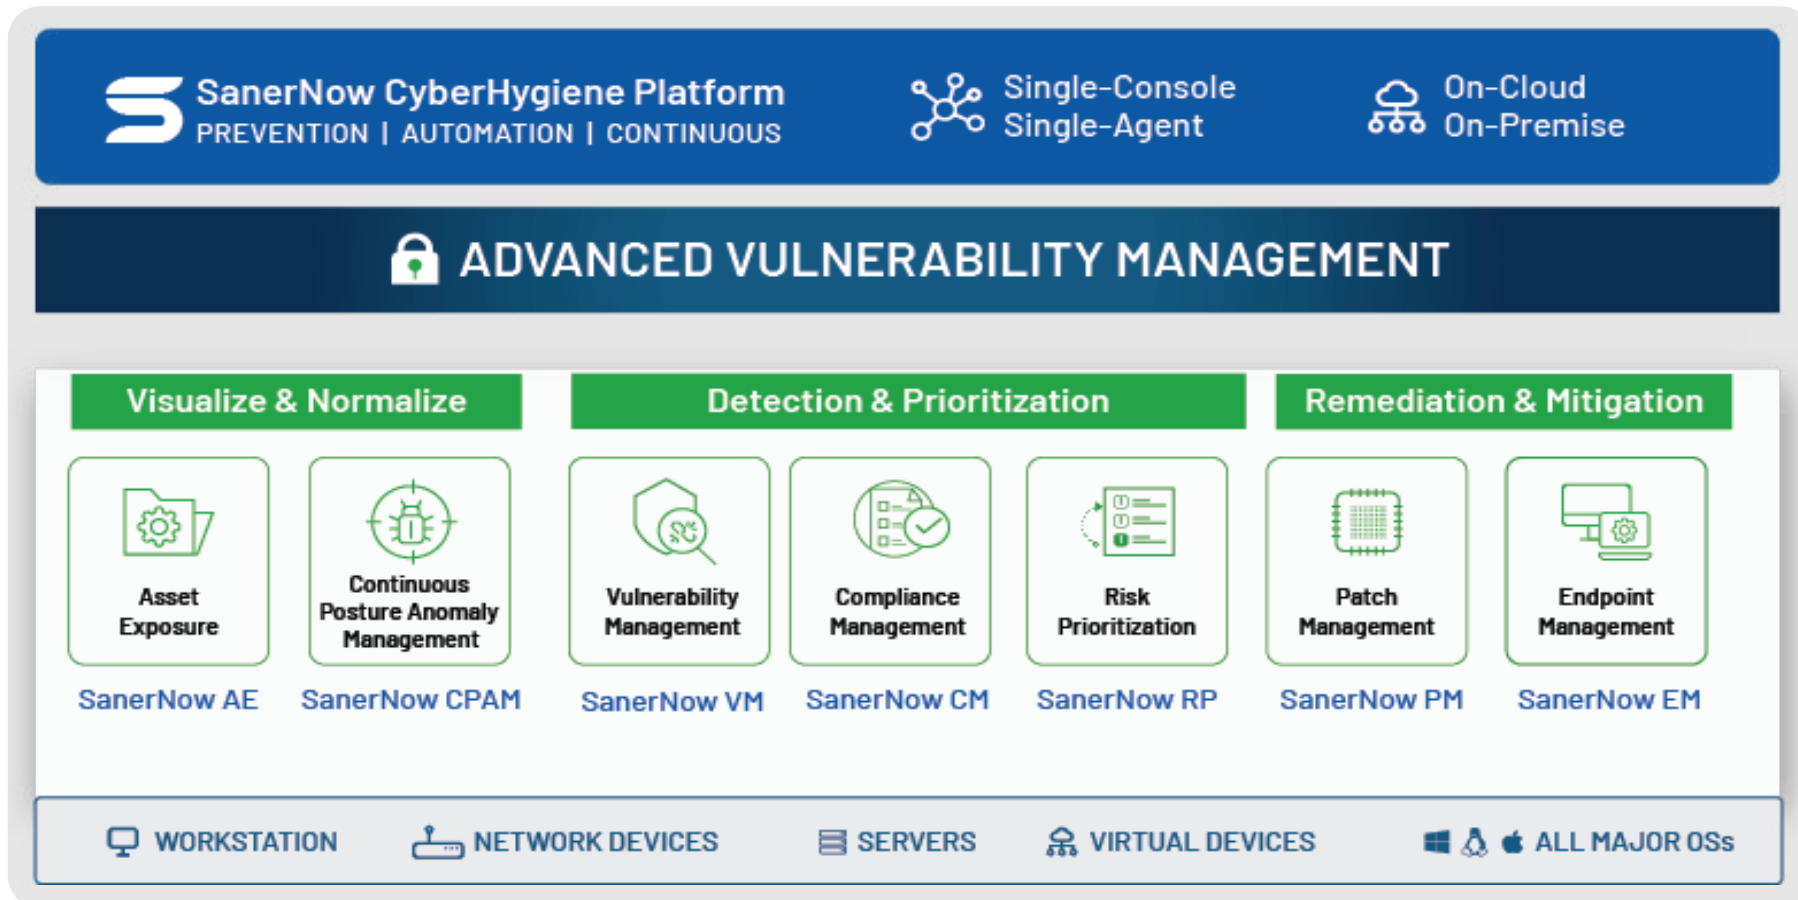 SanerNow CyberHygiene Platform
PREVENTION | AUTOMATION | CONTINUOUS
Single-Console
Single-Agent
On-Cloud
On-Premise
ADVANCED VULNERABILITY MANAGEMENT
Visualize & Normalize
Detection & Prioritization
Remediation & Mitigation
Asset
Exposure
Continuous
Posture Anomaly
Management
Vulnerability
Management
Compliance
Management
Risk
Prioritization
Patch
Management
Endpoint
Management
SanerNow AE
SanerNow CPAM
SanerNow VM
SanerNow CM
SanerNow RP
SanerNow PM
SanerNow EM
WORKSTATION
NETWORK DEVICES
SERVERS
VIRTUAL DEVICES
ALL MAJOR OSs